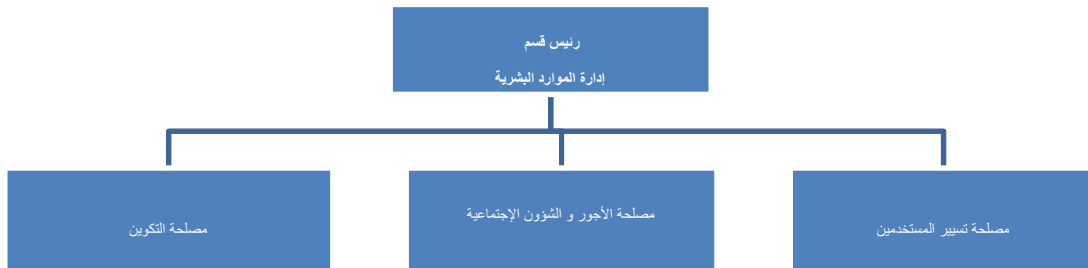 رئيس قسم
إدارة الموارد البشرية
مصلحة تسيير المستخدمين
مصلحة الأجور و الشؤون الإجتماعية
مصلحة التكوين